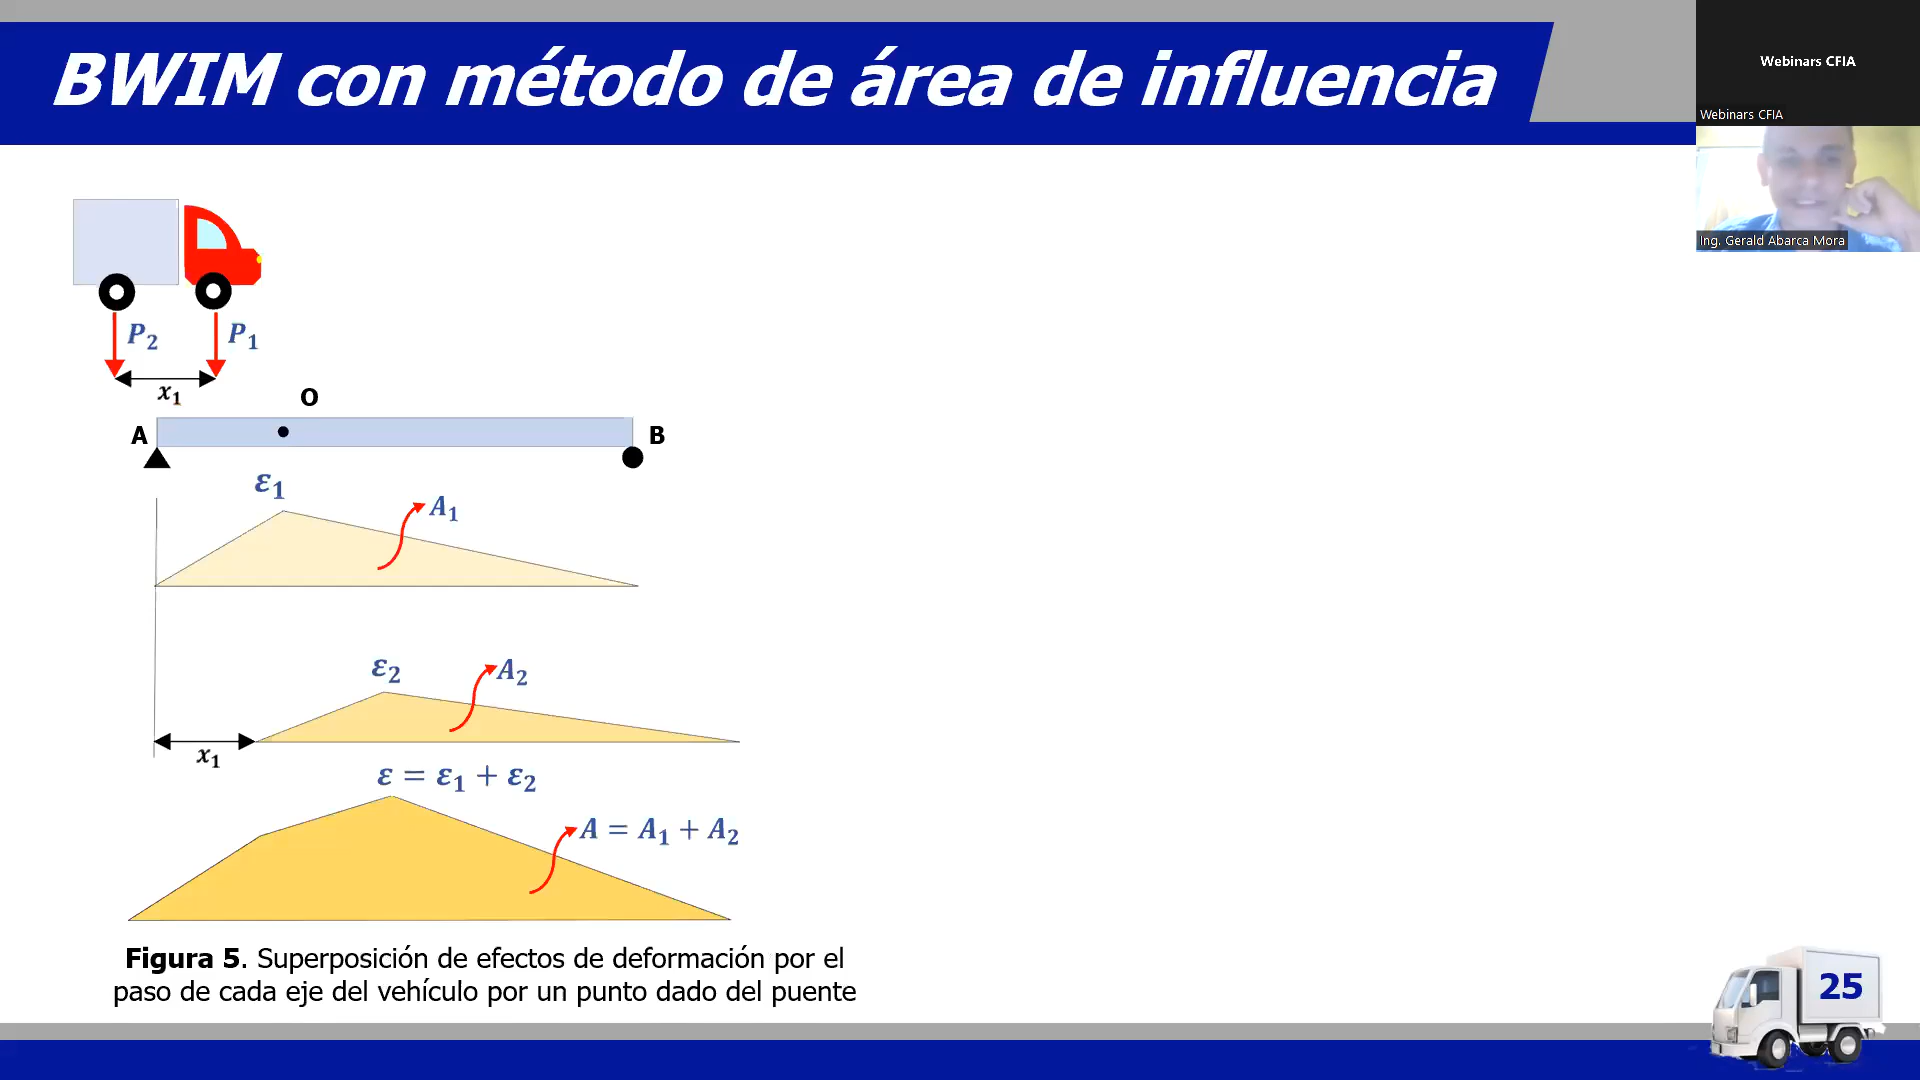 BWIM con método de área de influencia
Webinars CFIA
Webinars CFIA
Ing. Gerald Abarca Mora
P₂
P₁
x₁
O
A
B
ε₁
A₁
ε₂
A₂
x₁
ε = ε₁ + ε₂
A = A₁ + A₂
Figura 5. Superposición de efectos de deformación por el
paso de cada eje del vehículo por un punto dado del puente
25